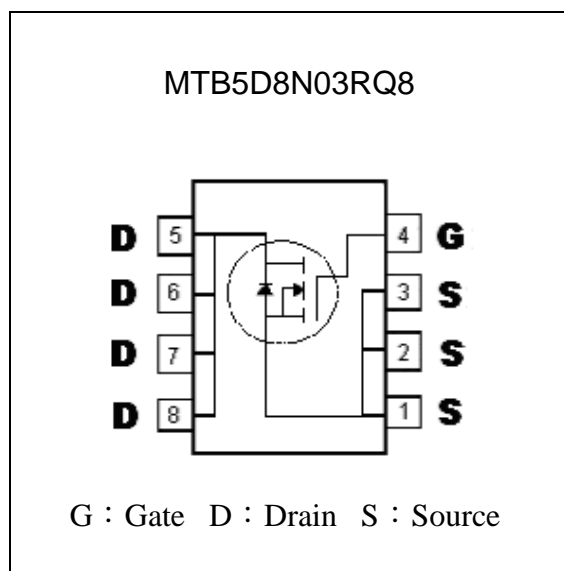 MTB5D8N03RQ8
D 5 4 G
D 6 3 S
D 7 2 S
D 8 1 S
G：Gate D：Drain S：Source